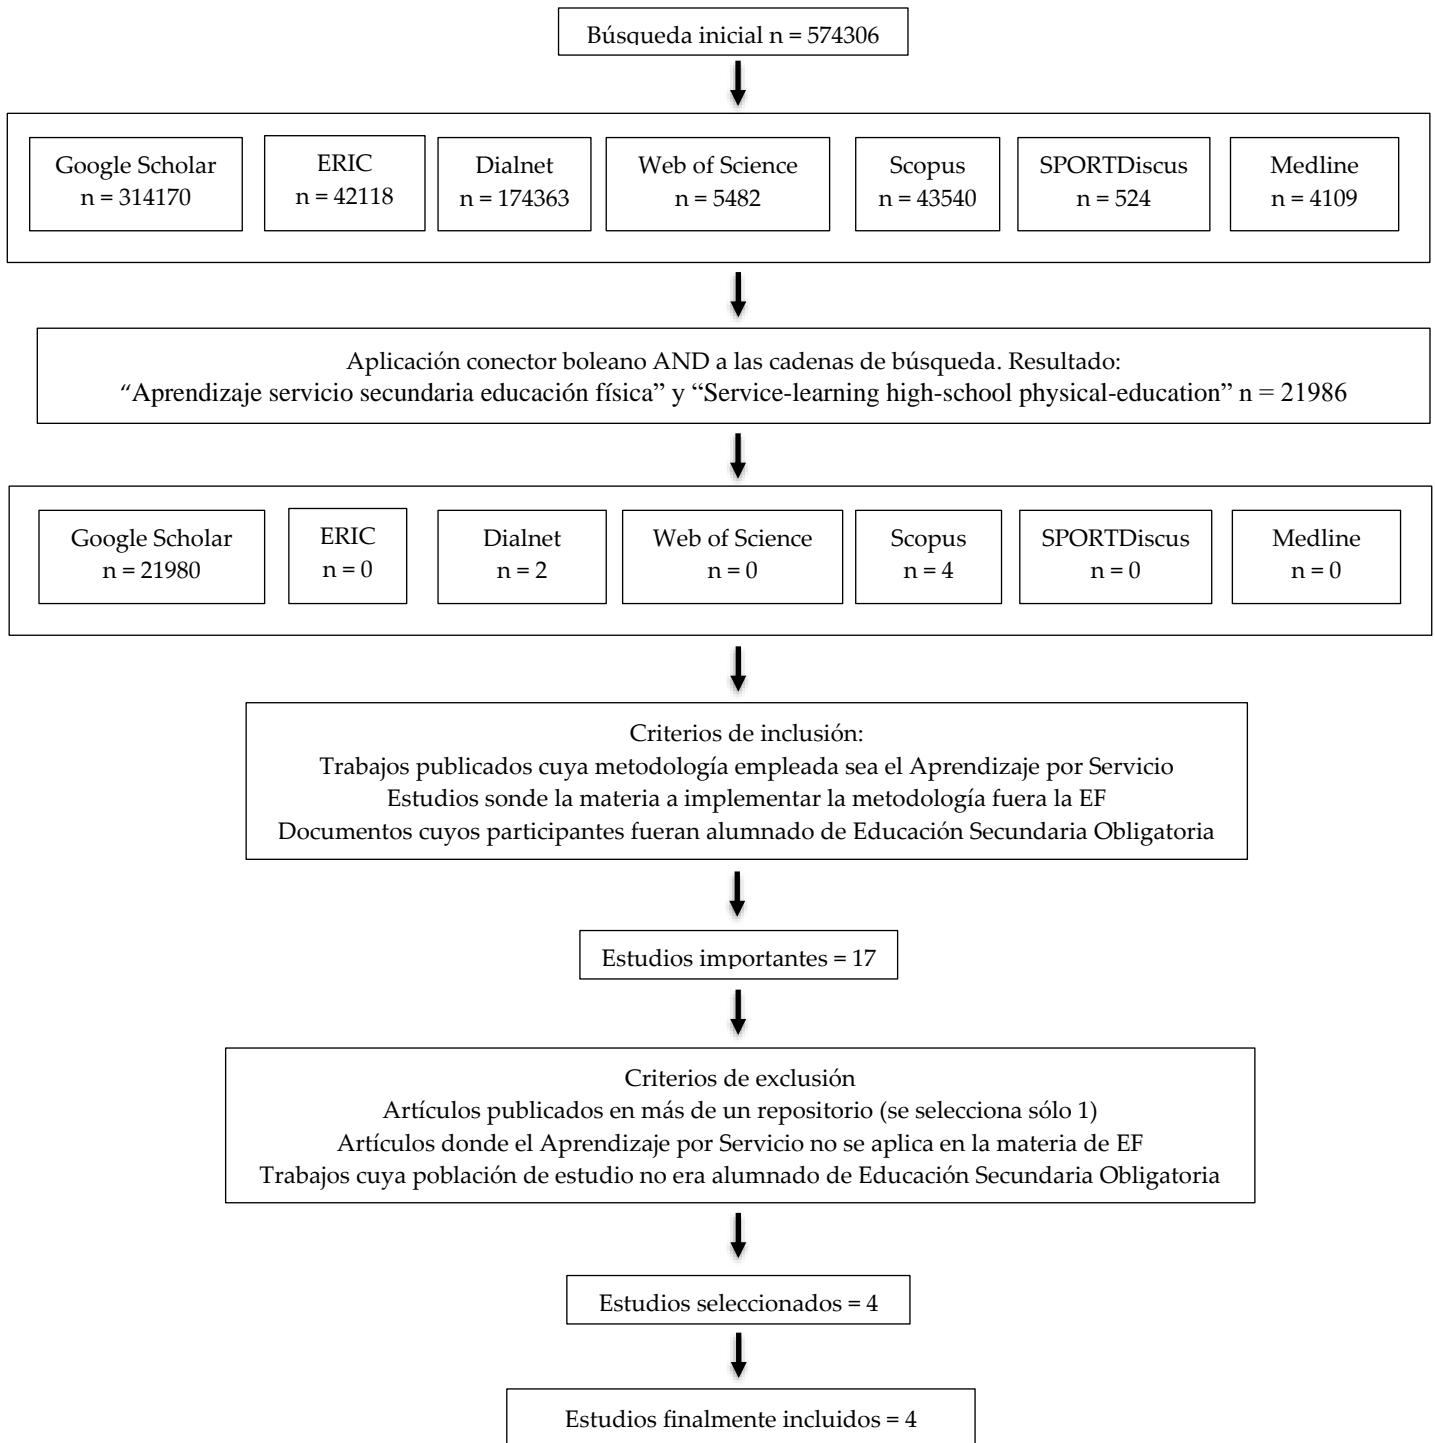 Búsqueda inicial n = 574306
Google Scholar
n = 314170
ERIC
n = 42118
Dialnet
n = 174363
Web of Science
n = 5482
Scopus
n = 43540
SPORTDiscus
n = 524
Medline
n = 4109
Aplicación conector boleano AND a las cadenas de búsqueda. Resultado:
“Aprendizaje servicio secundaria educación física” y “Service-learning high-school physical-education” n = 21986
Google Scholar
n = 21980
ERIC
n = 0
Dialnet
n = 2
Web of Science
n = 0
Scopus
n = 4
SPORTDiscus
n = 0
Medline
n = 0
Criterios de inclusión:
Trabajos publicados cuya metodología empleada sea el Aprendizaje por Servicio
Estudios sonde la materia a implementar la metodología fuera la EF
Documentos cuyos participantes fueran alumnado de Educación Secundaria Obligatoria
Estudios importantes = 17
Criterios de exclusión
Artículos publicados en más de un repositorio (se selecciona sólo 1)
Artículos donde el Aprendizaje por Servicio no se aplica en la materia de EF
Trabajos cuya población de estudio no era alumnado de Educación Secundaria Obligatoria
Estudios seleccionados = 4
Estudios finalmente incluidos = 4